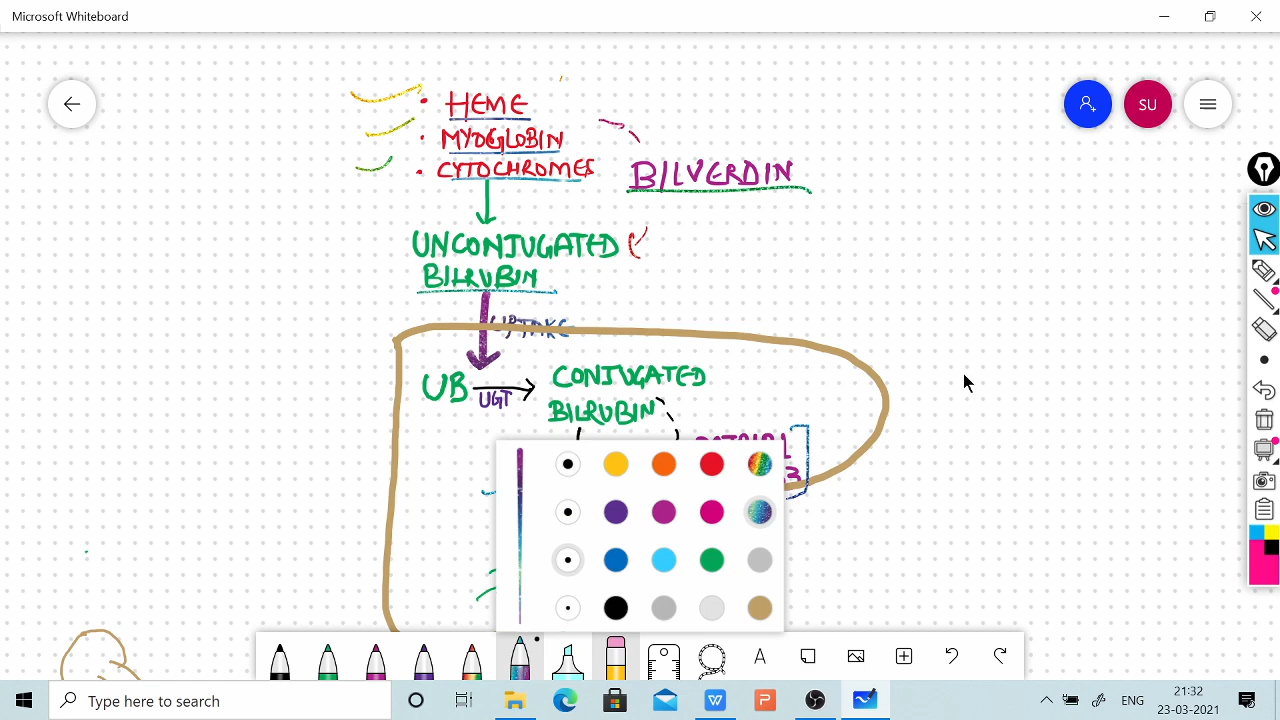 Microsoft Whiteboard
SU
• HEME
• MYOGLOBIN
• CYTOCHROMES
BILVERDIN
UNCONJUGATED
BILRUBIN
UPTAKE
UB
UGT
CONJUGATED
BILRUBIN
A
Type here to search
ENG
21:32
23-03-2021